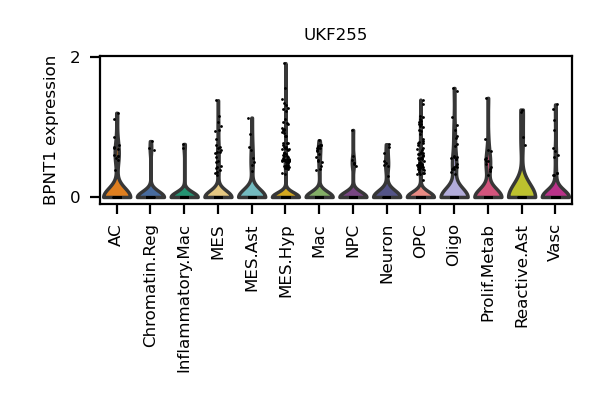 UKF255
BPNT1 expression
2
0
AC
Chromatin.Reg
Inflammatory.Mac
MES
MES.Ast
MES.Hyp
Mac
NPC
Neuron
OPC
Oligo
Prolif.Metab
Reactive.Ast
Vasc